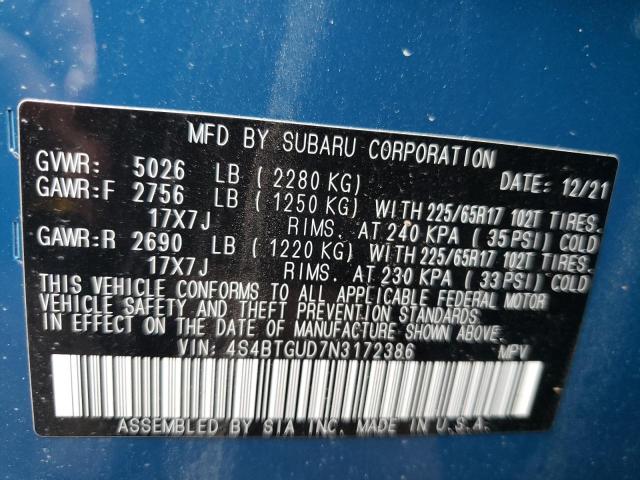 MFD BY SUBARU CORPORATION
GVWR: 5026 LB ( 2280 KG) DATE: 12/21
GAWR:F 2756 LB ( 1250 KG) WITH 225/65R17 102T TIRES.
17X7J RIMS. AT 240 KPA ( 35PSI) COLD
GAWR:R 2690 LB ( 1220 KG) WITH 225/65R17 102T TIRES.
17X7J RIMS. AT 230 KPA ( 33PSI) COLD
THIS VEHICLE CONFORMS TO ALL APPLICABLE FEDERAL MOTOR
VEHICLE SAFETY AND THEFT PREVENTION STANDARDS IN
EFFECT ON THE DATE OF MANUFACTURE SHOWN ABOVE.
VIN: 4S4BTGUD7N3172386 MPV
ASSEMBLED BY SIA INC. MADE IN U.S.A.